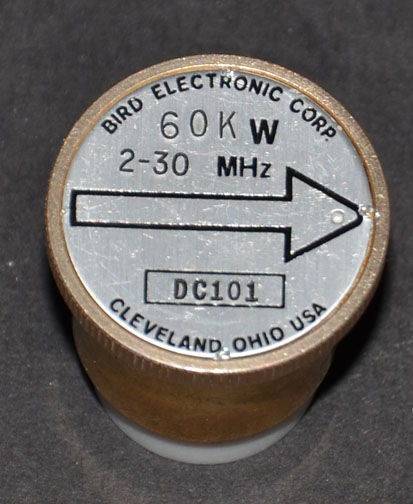 BIRD ELECTRONIC CORP.
60K W
2-30 MHz
DC101
CLEVELAND, OHIO USA